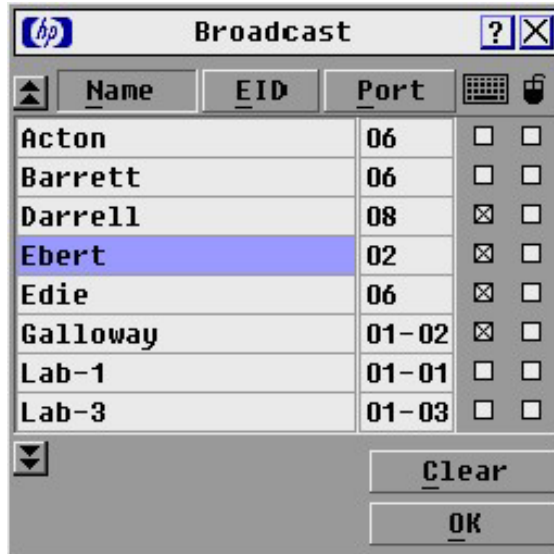 hp Broadcast ? X
Name EID Port
Acton 06
Barrett 06
Darrell 08
Ebert 02
Edie 06
Galloway 01-02
Lab-1 01-01
Lab-3 01-03
Clear
OK